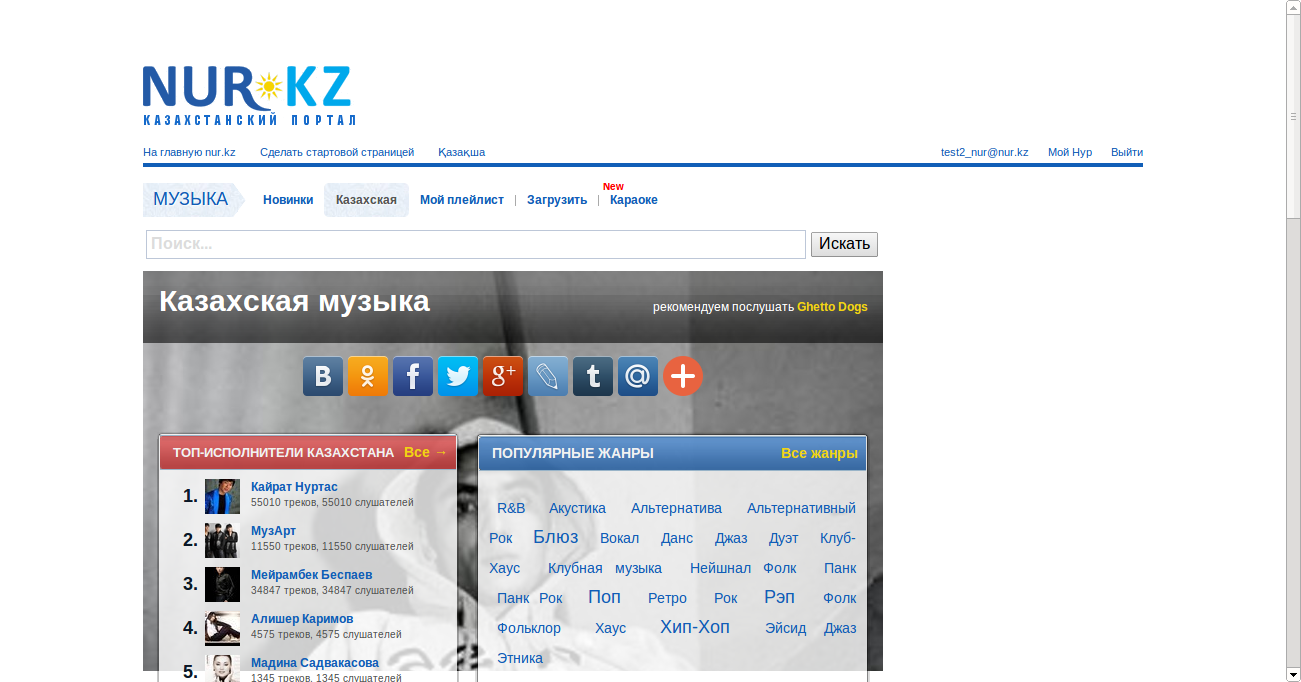 NUR KZ
КАЗАХСТАНСКИЙ ПОРТАЛ
На главную nur.kz Сделать стартовой страницей Қазақша test2_nur@nur.kz Мой Нур Выйти
МУЗЫКА Новинки Казахская Мой плейлист Загрузить New Караоке
Поиск... Искать
Казахская музыка
рекомендуем послушать Ghetto Dogs
ТОП-ИСПОЛНИТЕЛИ КАЗАХСТАНА Все →
1. Кайрат Нуртас
55010 треков, 55010 слушателей
2. МузАрт
11550 треков, 11550 слушателей
3. Мейрамбек Беспаев
34847 треков, 34847 слушателей
4. Алишер Каримов
4575 треков, 4575 слушателей
5. Мадина Садвакасова
1345 треков, 1345 слушателей
ПОПУЛЯРНЫЕ ЖАНРЫ Все жанры
R&B Акустика Альтернатива Альтернативный
Рок Блюз Вокал Данс Джаз Дуэт Клуб-
Хаус Клубная музыка Нейшнал Фолк Панк
Панк Рок Поп Ретро Рок Рэп Фолк
Фольклор Хаус Хип-Хоп Эйсид Джаз
Этника